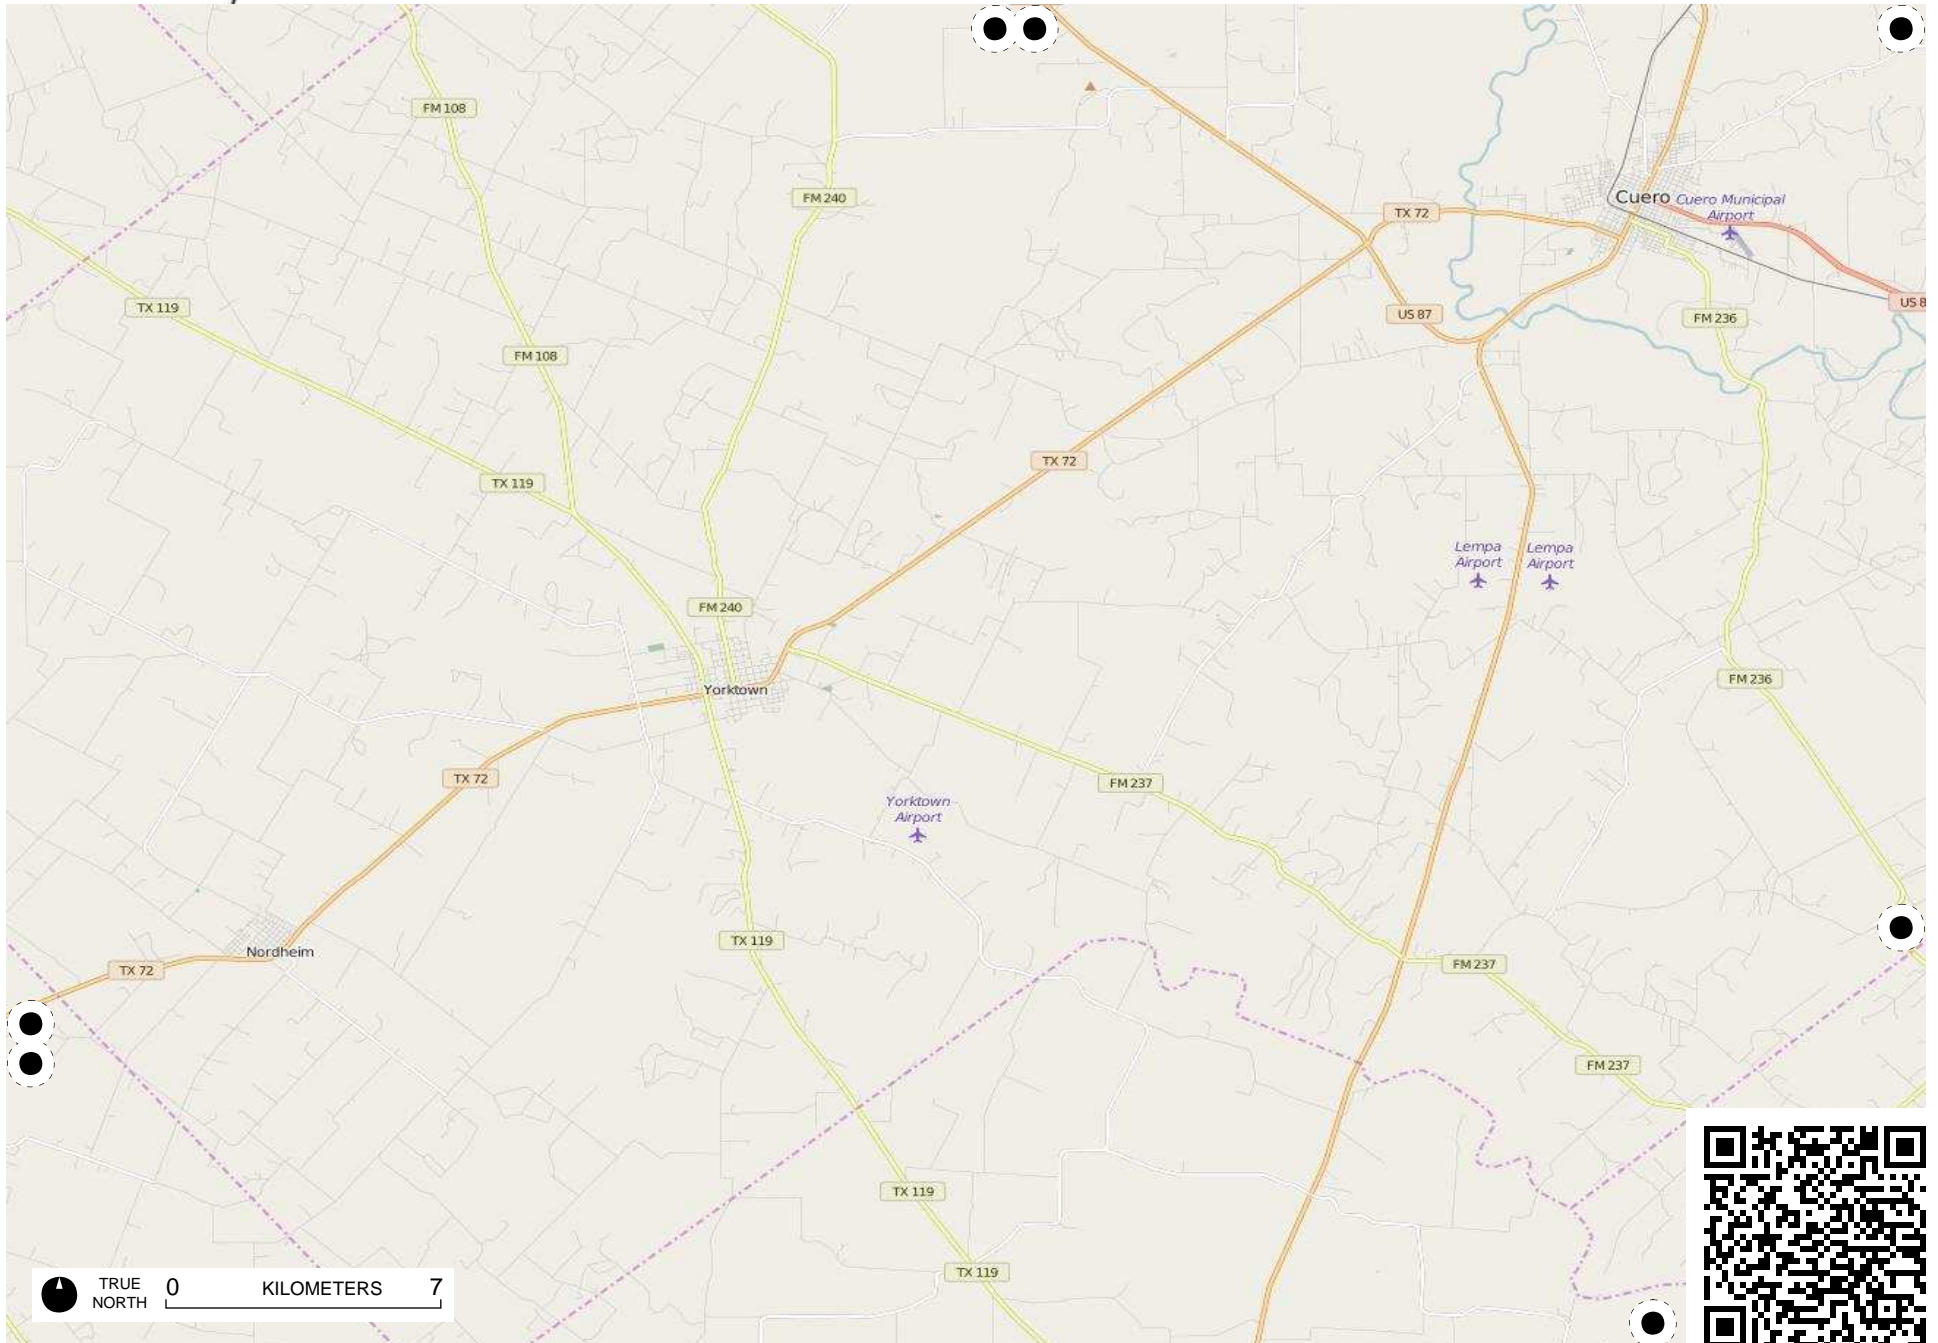 FM 108
FM 240
TX 72
Cuero
Cuero Municipal
Airport
TX 119
US 87
US 8
FM 236
FM 108
TX 72
TX 119
Lempa
Airport
Lempa
Airport
FM 240
Yorktown
FM 236
TX 72
FM 237
Yorktown
Airport
TX 119
Nordheim
FM 237
TX 72
FM 237
TX 119
TX 119
TRUE
NORTH
0 KILOMETERS 7